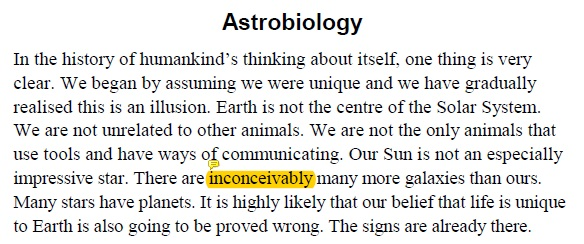 Astrobiology
In the history of humankind’s thinking about itself, one thing is very
clear. We began by assuming we were unique and we have gradually
realised this is an illusion. Earth is not the centre of the Solar System.
We are not unrelated to other animals. We are not the only animals that
use tools and have ways of communicating. Our Sun is not an especially
impressive star. There are inconceivably many more galaxies than ours.
Many stars have planets. It is highly likely that our belief that life is unique
to Earth is also going to be proved wrong. The signs are already there.